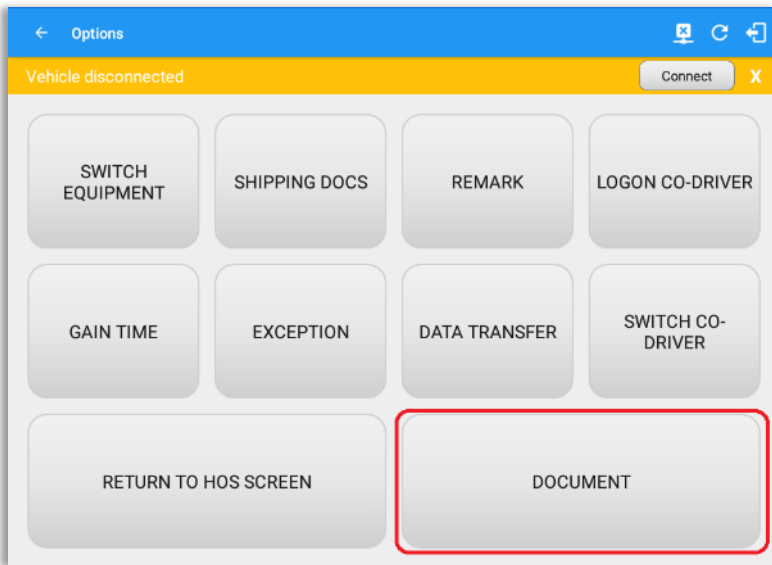 Options
Vehicle disconnected
Connect
X
SWITCH
EQUIPMENT
SHIPPING DOCS
REMARK
LOGON CO-DRIVER
GAIN TIME
EXCEPTION
DATA TRANSFER
SWITCH CO-
DRIVER
RETURN TO HOS SCREEN
DOCUMENT